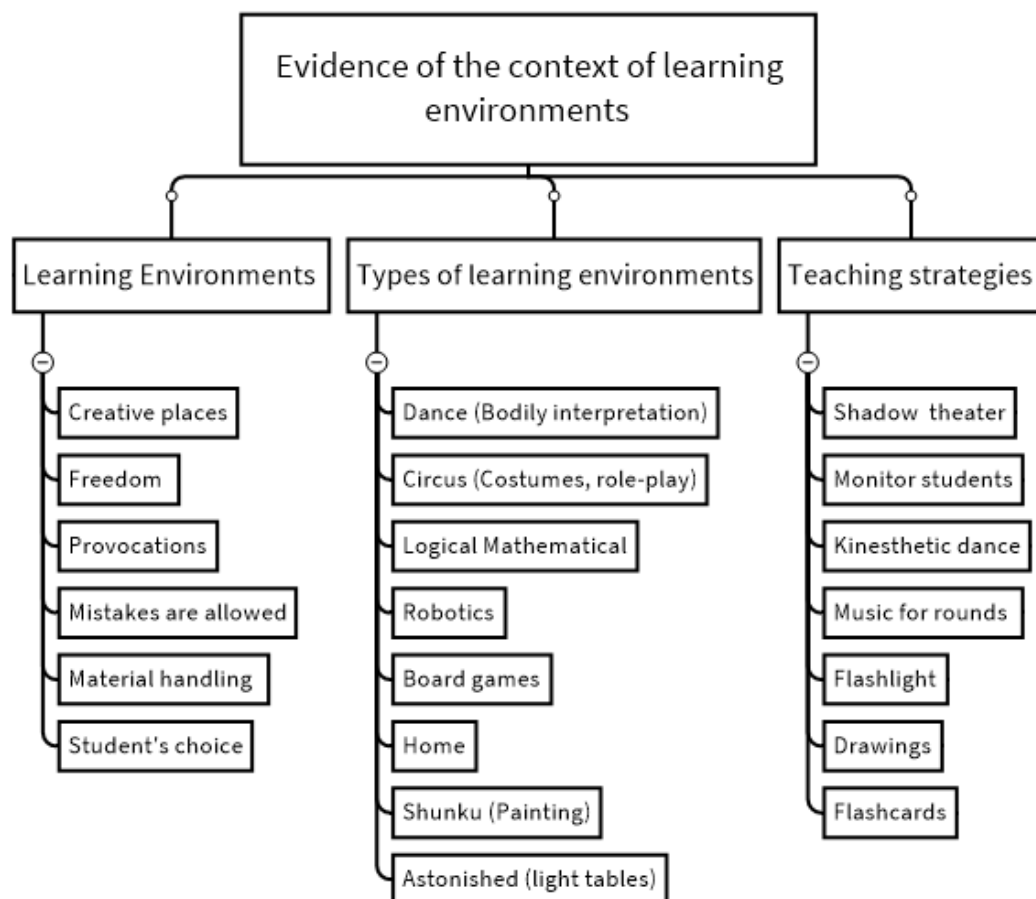 Evidence of the context of learning
environments
Learning Environments
Creative places
Freedom
Provocations
Mistakes are allowed
Material handling
Student's choice
Types of learning environments
Dance (Bodily interpretation)
Circus (Costumes, role-play)
Logical Mathematical
Robotics
Board games
Home
Shunku (Painting)
Astonished (light tables)
Teaching strategies
Shadow theater
Monitor students
Kinesthetic dance
Music for rounds
Flashlight
Drawings
Flashcards